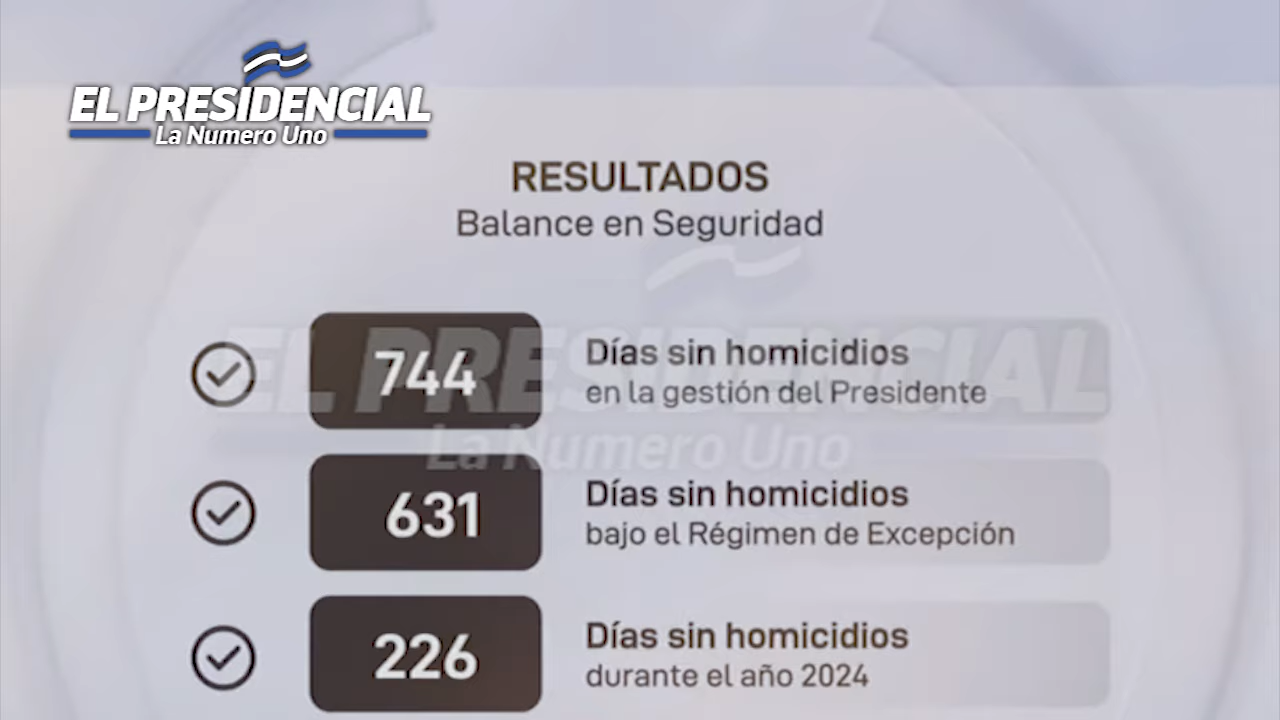 EL PRESIDENCIAL
La Numero Uno
RESULTADOS
Balance en Seguridad
EL PRESIDENCIAL
La Numero Uno
744
Días sin homicidios
en la gestión del Presidente
631
Días sin homicidios
bajo el Régimen de Excepción
226
Días sin homicidios
durante el año 2024